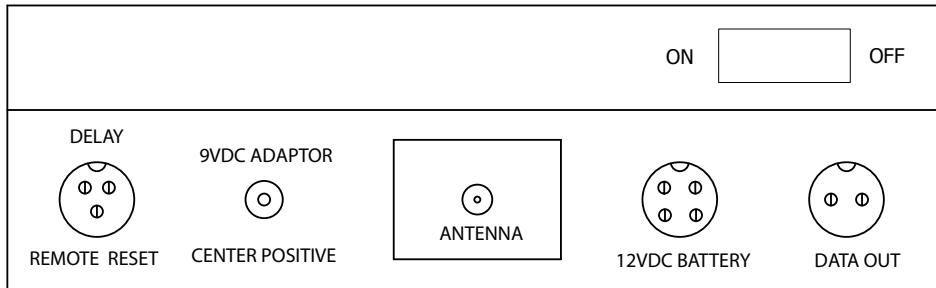 ON OFF
DELAY
9VDC ADAPTOR
ANTENNA
REMOTE RESET
CENTER POSITIVE
12VDC BATTERY
DATA OUT